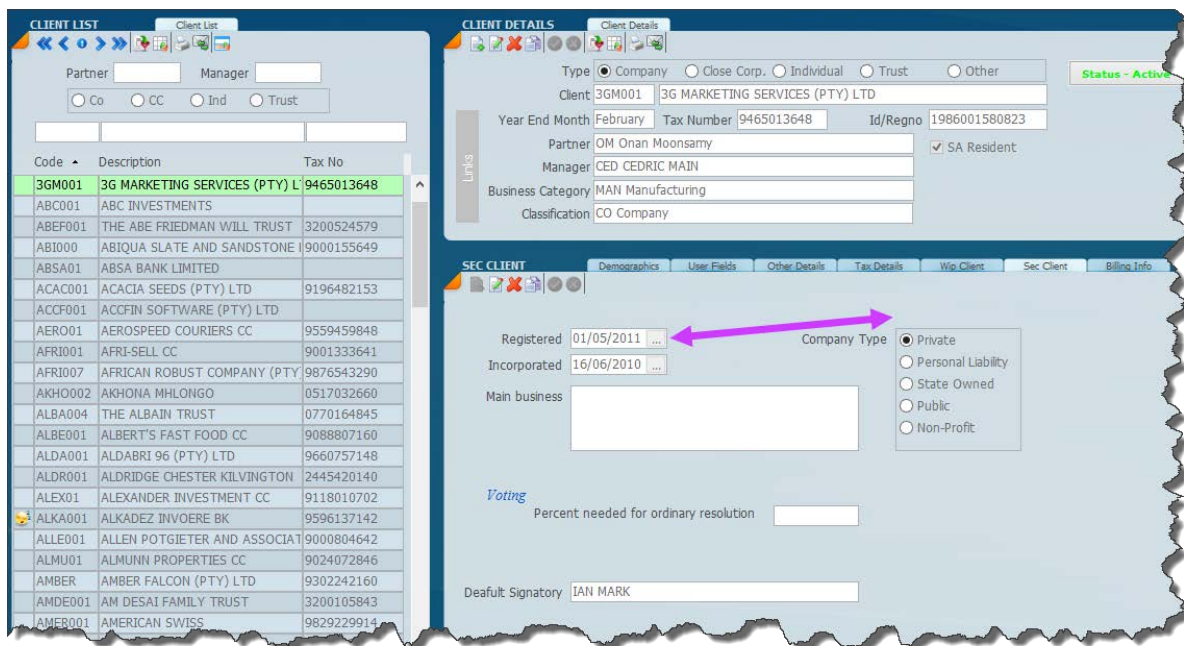 CLIENT LIST Client List
Partner Manager
Co CC Ind Trust
Code Description Tax No
3GM001 3G MARKETING SERVICES (PTY) L 9465013648
ABC001 ABC INVESTMENTS
ABEF001 THE ABE FRIEDMAN WILL TRUST 3200524579
ABI000 ABIQUA SLATE AND SANDSTONE 9000155649
ABSA01 ABSA BANK LIMITED
ACAC001 ACACIA SEEDS (PTY) LTD 9196482153
ACCF001 ACCFIN SOFTWARE (PTY) LTD
AERO01 AEROSPEED COURIERS CC 9559459848
AFRI001 AFRI-SELL CC 9001333641
AFRI007 AFRICAN ROBUST COMPANY (PTY 9876543290
AKHO002 AKHONA MHLONGO 0517032660
ALBA004 THE ALBAIN TRUST 0770164845
ALBE001 ALBERT'S FAST FOOD CC 9088807160
ALDA001 ALDABRI 96 (PTY) LTD 9660757148
ALDR001 ALDRIDGE CHESTER KILVINGTON 2445420140
ALEX01 ALEXANDER INVESTMENT CC 9118010702
ALKA001 ALKADEZ INVOERE BK 9596137142
ALLE001 ALLEN POTGIETER AND ASSOCIAT 9000804642
ALMU01 ALMUNN PROPERTIES CC 9024072846
AMBER AMBER FALCON (PTY) LTD 9302242160
AMDE001 AM DESAI FAMILY TRUST 3200105843
AMER001 AMERICAN SWISS 9829229914
CLIENT DETAILS Client Details
Type Company Close Corp. Individual Trust Other
Status - Active
Client 3GM001 3G MARKETING SERVICES (PTY) LTD
Year End Month February Tax Number 9465013648 Id/Regno 1986001580823
Partner OM Onan Moonsamy SA Resident
Links
Manager CED CEDRIC MAIN
Business Category MAN Manufacturing
Classification CO Company
SEC CLIENT Demographics User Fields Other Details Tax Details Wip Client Sec Client Billing Info
Registered 01/05/2011 ... Company Type Private
Incorporated 16/06/2010 ... Personal Liability
State Owned
Main business
Public
Non-Profit
Voting
Percent needed for ordinary resolution
Deafult Signatory IAN MARK